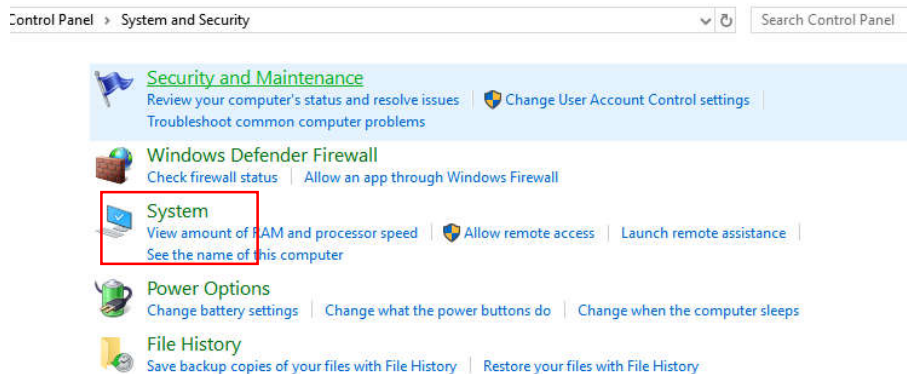 Control Panel › System and Security Search Control Panel
Security and Maintenance
Review your computer's status and resolve issues Change User Account Control settings
Troubleshoot common computer problems
Windows Defender Firewall
Check firewall status Allow an app through Windows Firewall
System
View amount of RAM and processor speed Allow remote access Launch remote assistance
See the name of this computer
Power Options
Change battery settings Change what the power buttons do Change when the computer sleeps
File History
Save backup copies of your files with File History Restore your files with File History